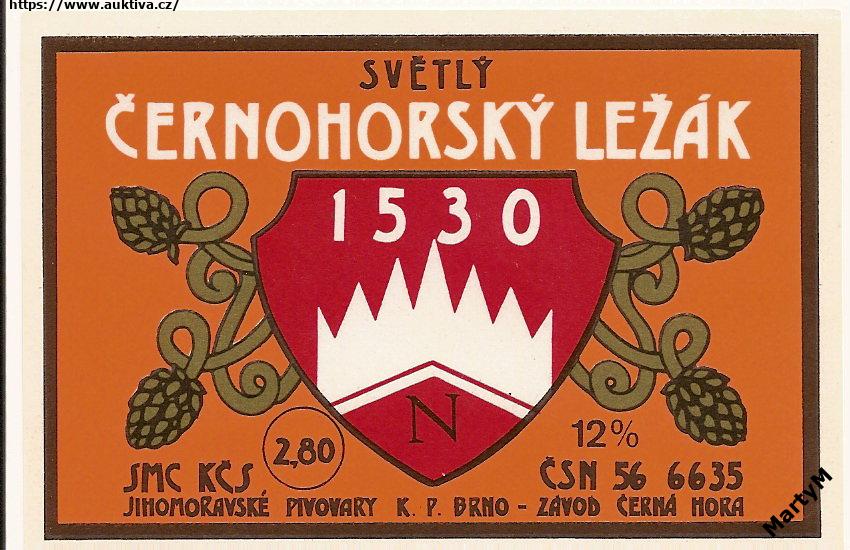 https://www.auktiva.cz/
SVĚTLÝ
ČERNOHORSKÝ LEŽÁK
1530
N
2,80
12%
SMC KČS
ČSN 56 6635
JIHOMORAVSKÉ PIVOVARY K. P. BRNO - ZÁVOD ČERNÁ HORA
MartyM